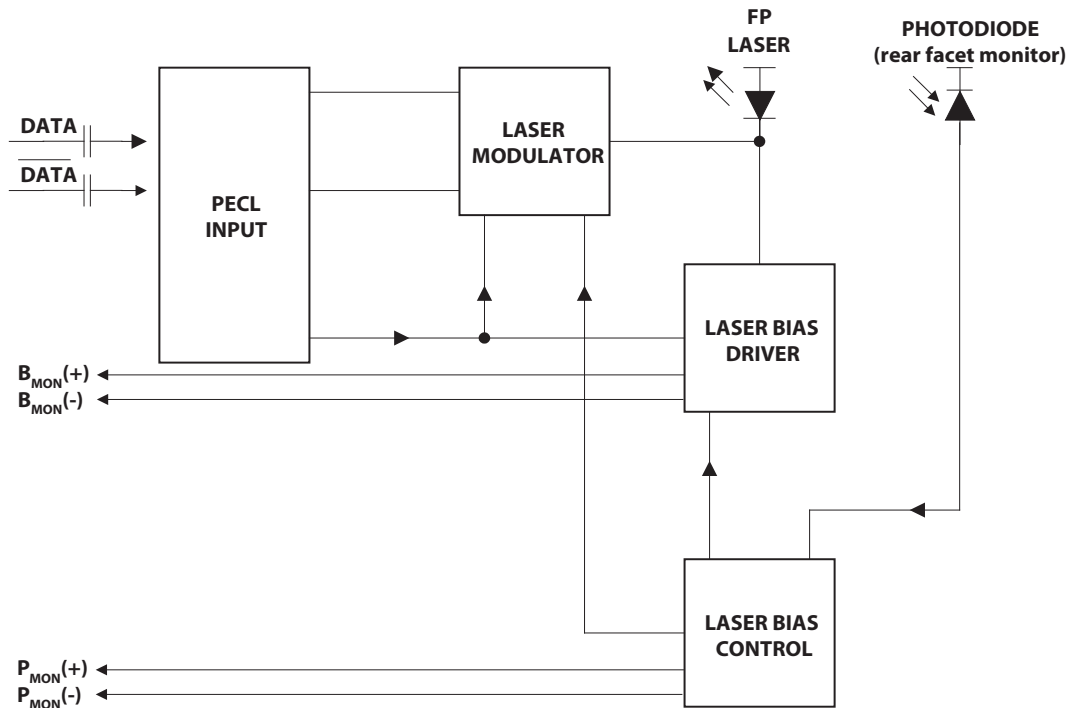 FP
LASER
PHOTODIODE
(rear facet monitor)
DATA
DATA
PECL
INPUT
LASER
MODULATOR
LASER BIAS
DRIVER
BMON(+)
BMON(-)
LASER BIAS
CONTROL
PMON(+)
PMON(-)